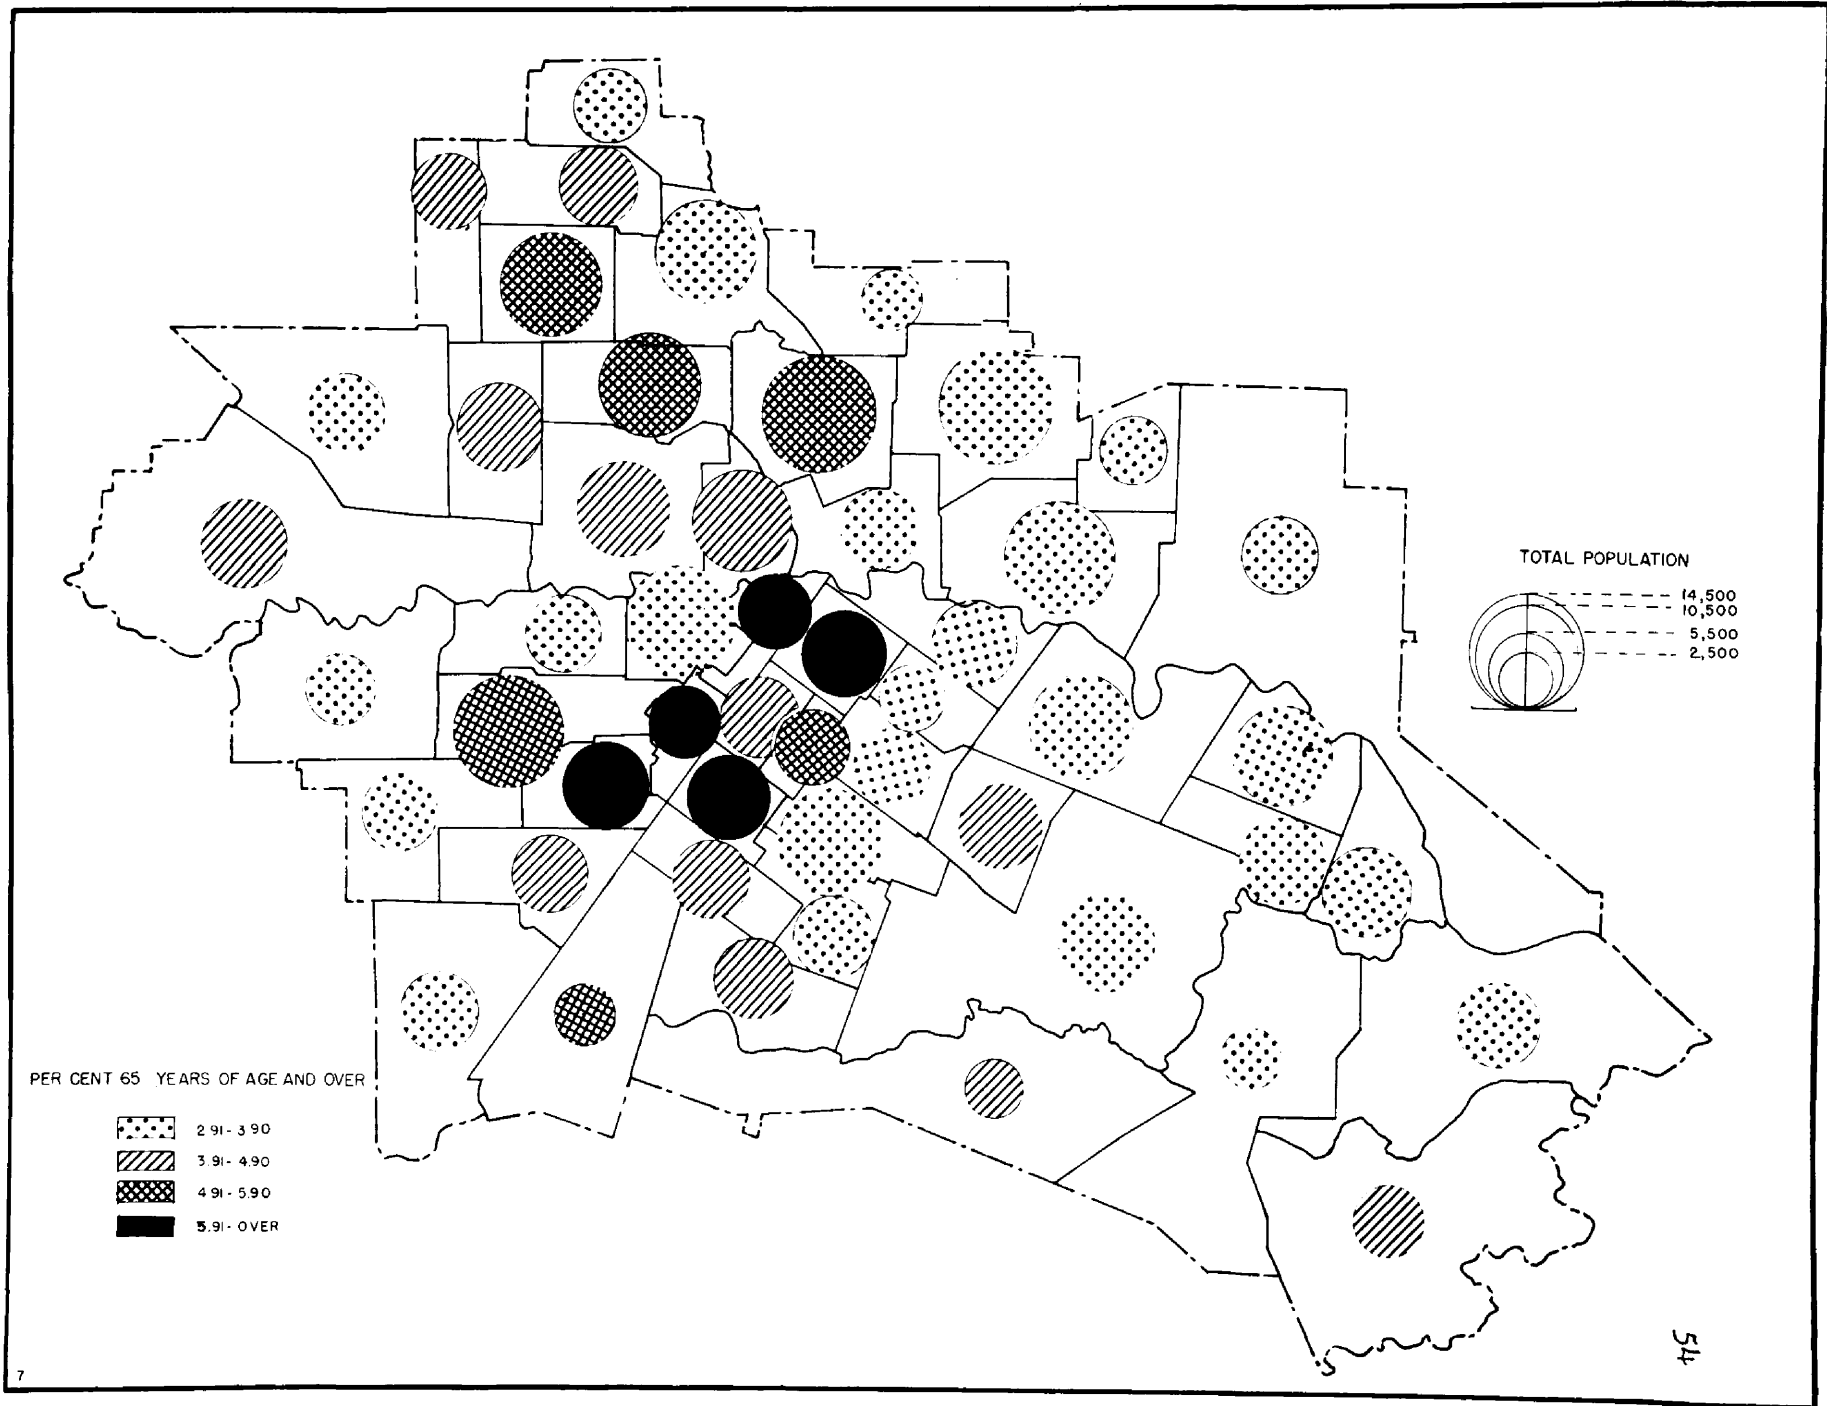 TOTAL POPULATION
14,500
10,500
5,500
2,500
PER CENT 65 YEARS OF AGE AND OVER
2 91 - 3 90
3.91 - 4.90
4 91 - 5.90
5.91 - OVER
54
7